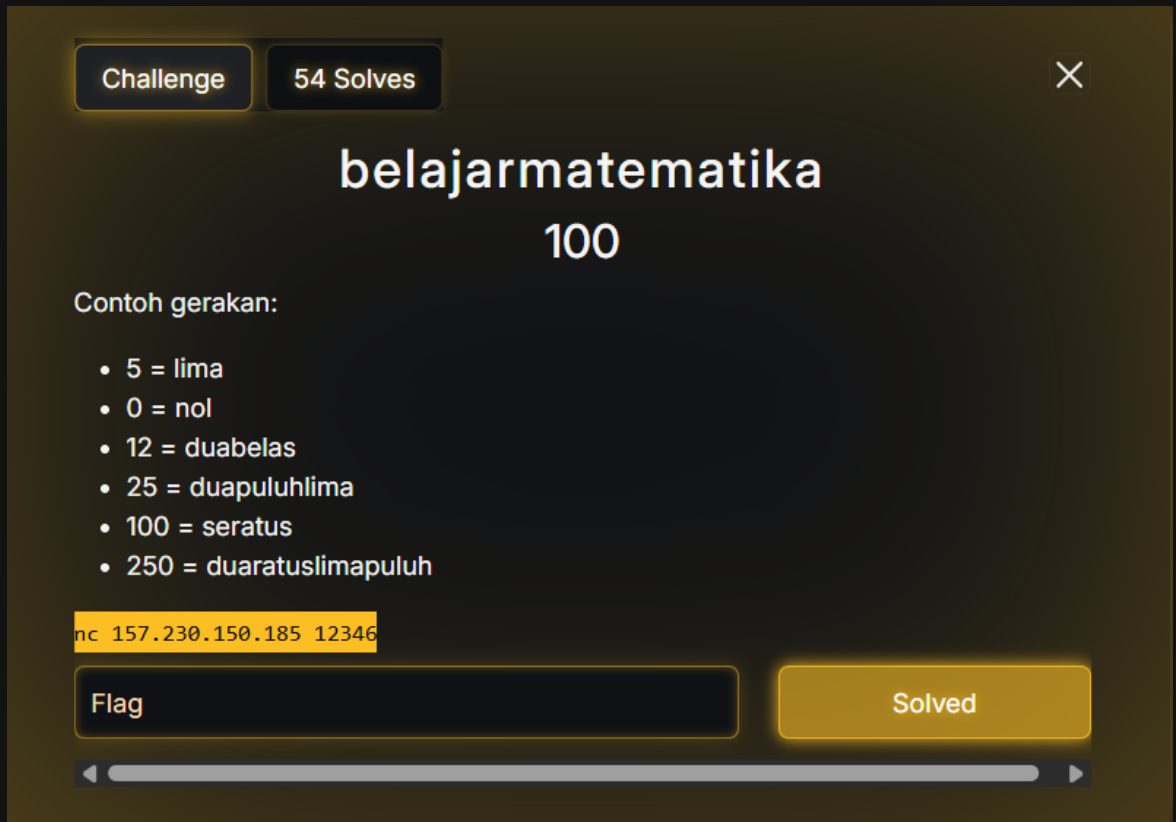 Challenge
54 Solves
belajarmatematika
100
Contoh gerakan:
5 = lima
0 = nol
12 = duabelas
25 = duapuluhlima
100 = seratus
250 = duaratuslimapuluh
nc 157.230.150.185 12346
Flag
Solved